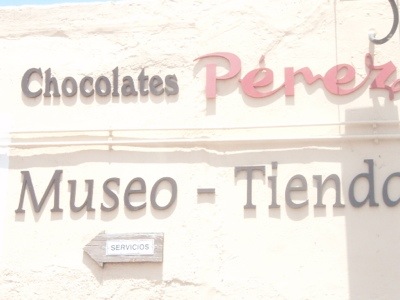 Chocolates Pérez
Museo - Tienda
SERVICIOS